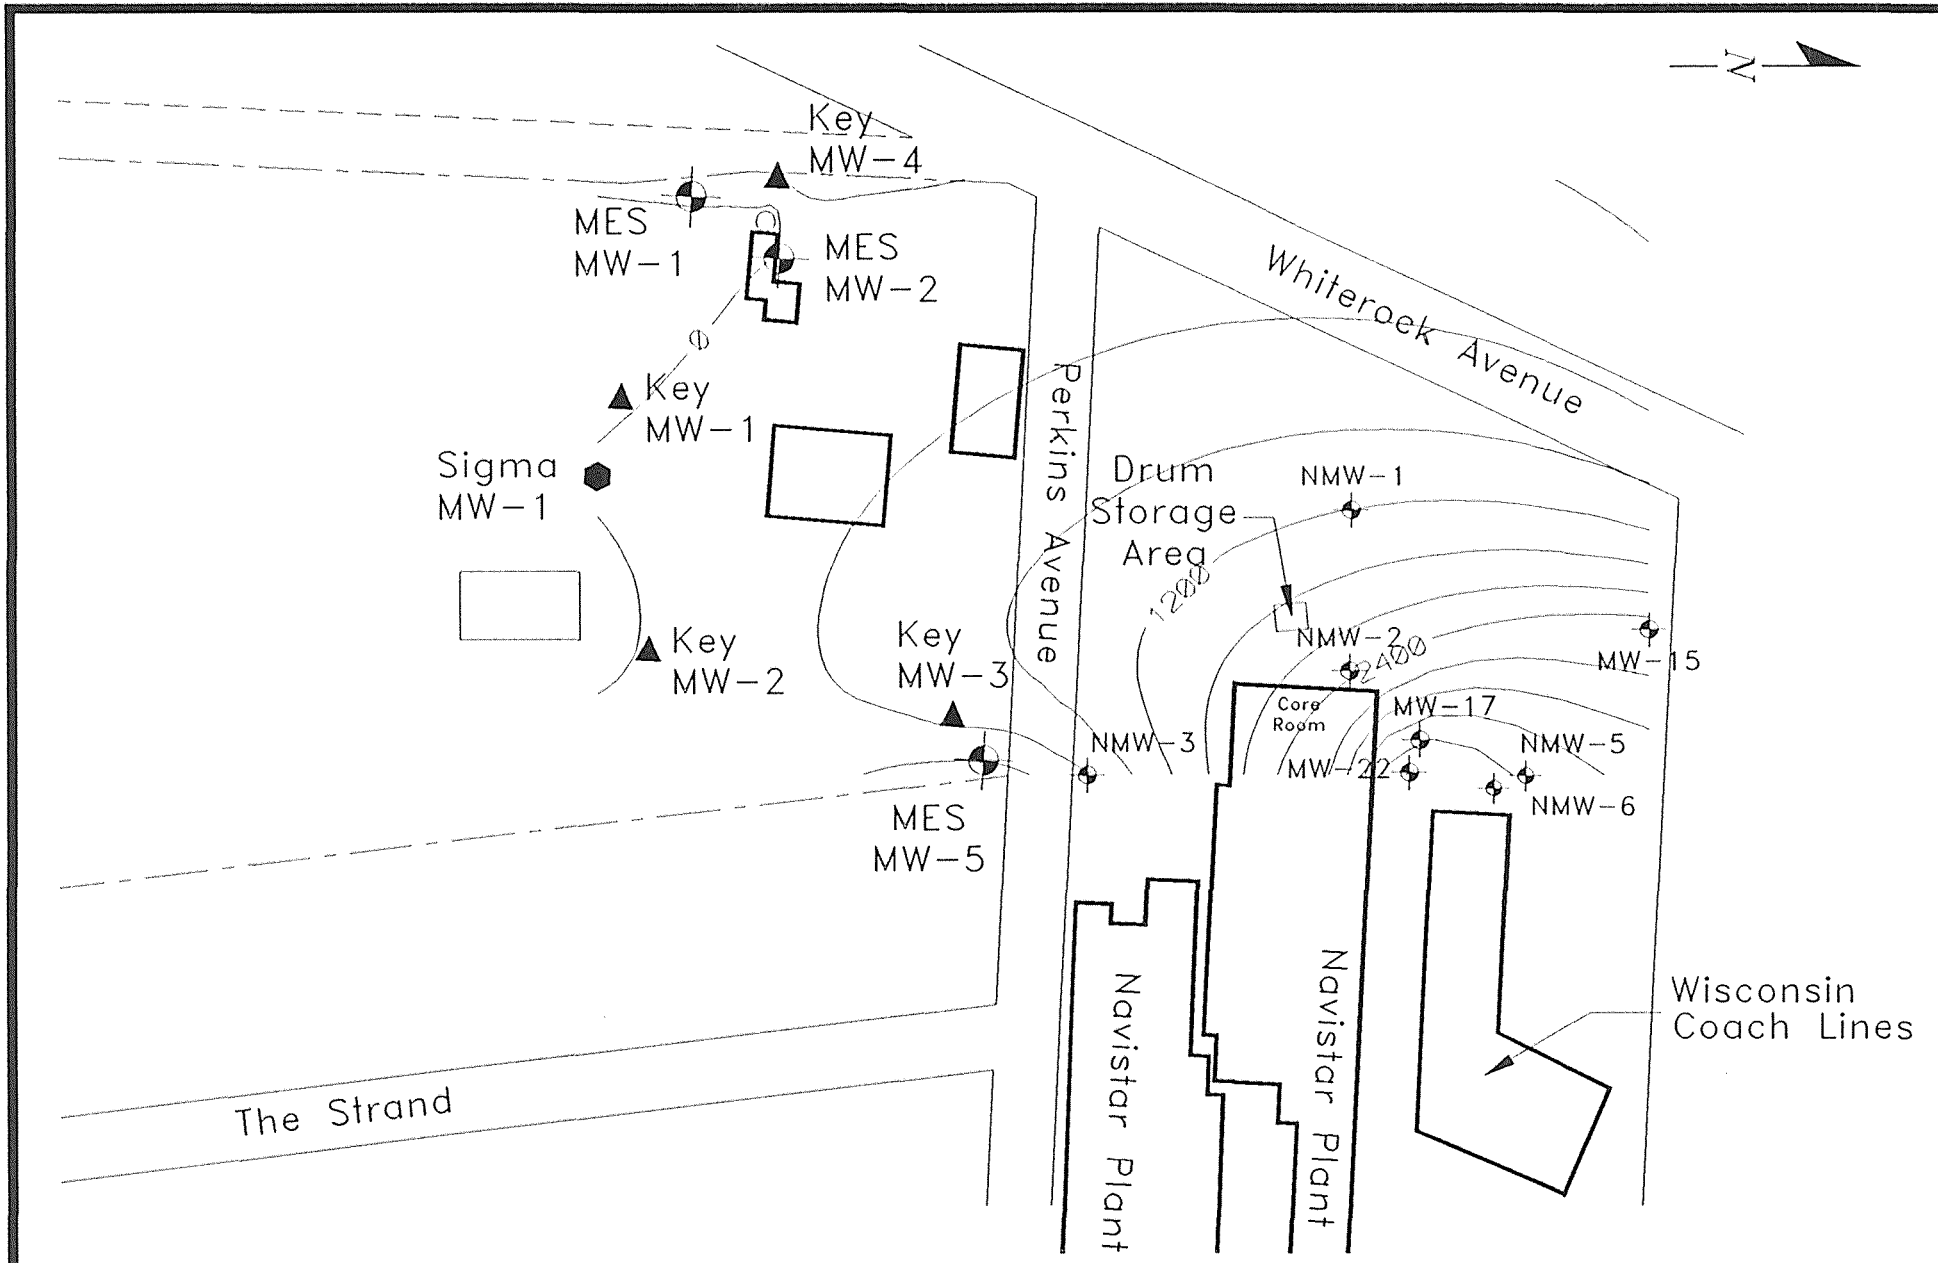 N
Key
MW-4
MES
MW-1
MES
MW-2
Whiterock Avenue
0
0
Key
MW-1
Perkins Avenue
Sigma
MW-1
Drum
Storage
Area
NMW-1
1200
Key
MW-2
Key
MW-3
NMW-2
2400
MW-15
Core
Room
MW-17
NMW-3
MW-22
NMW-5
NMW-6
MES
MW-5
Navistar Plant
Navistar Plant
Wisconsin
Coach Lines
The Strand